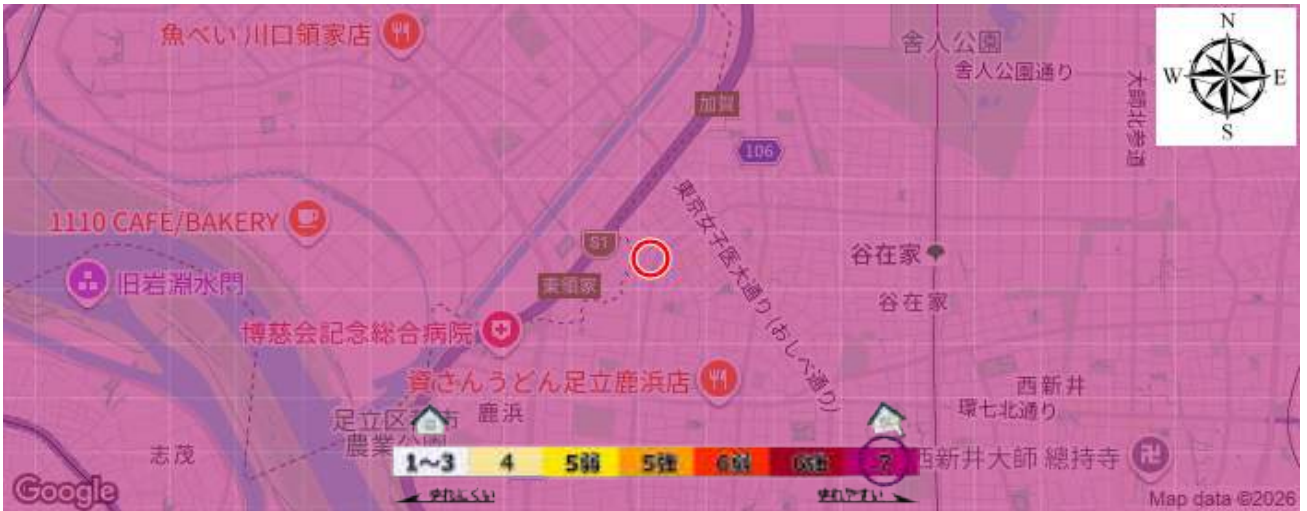 魚べい 川口領家店
舎人公園
舎人公園通り
N
W
E
S
大師北参道
加賀
106
東京女子医大通り(おしべ通り)
1110 CAFE/BAKERY
S1
谷在家
旧岩淵水門
東領家
谷在家
博慈会記念総合病院
資さんうどん足立鹿浜店
西新井
環七北通り
足立区
市
鹿浜
農業公園
志茂
1～3
4
5弱
5強
6弱
6強
7
西新井大師 總持寺
ゆれにくい
ゆれやすい
Google
Map data ©2026